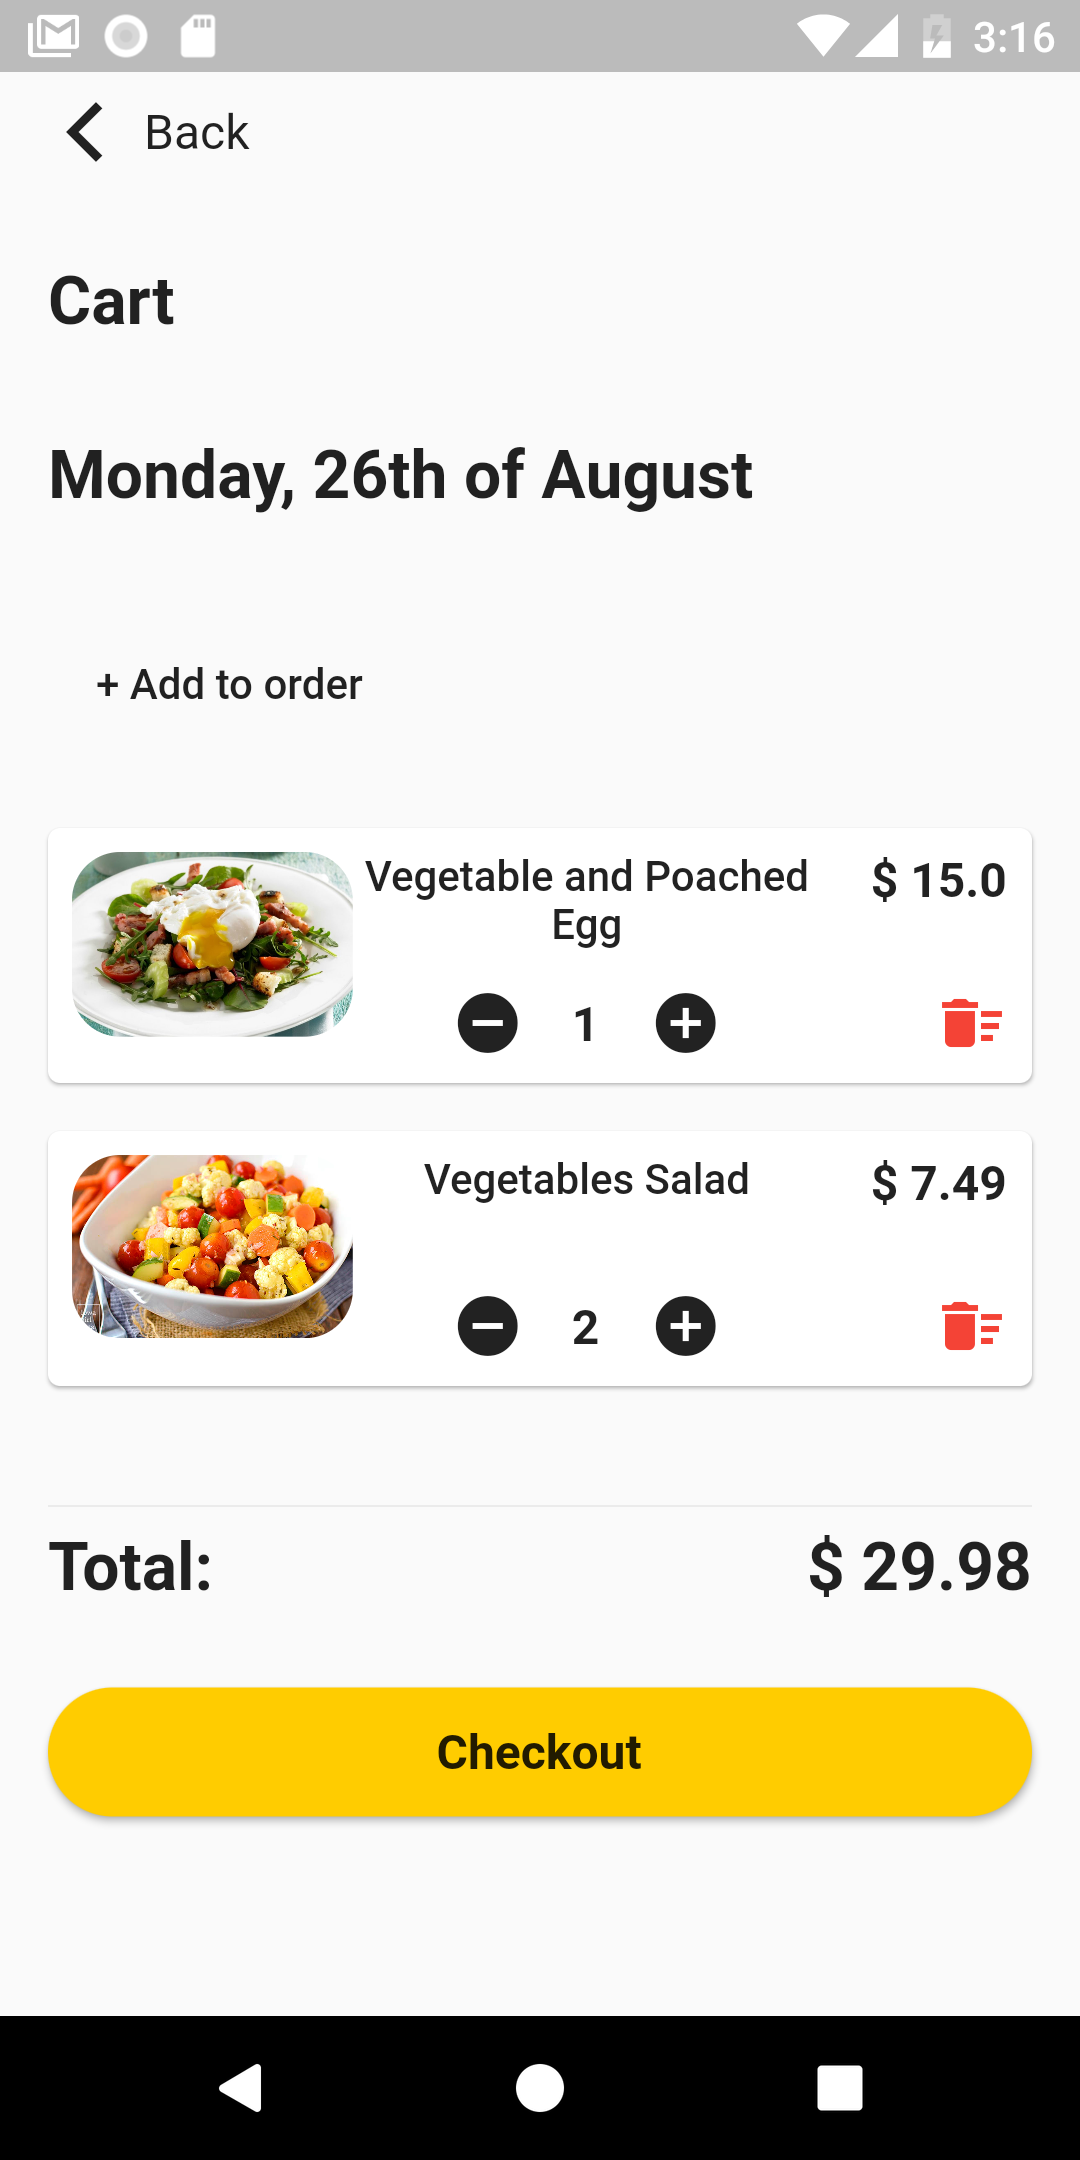 3:16
Back
Cart
Monday, 26th of August
+ Add to order
Vegetable and Poached
Egg
$ 15.0
1
Vegetables Salad
$ 7.49
2
Total:
$ 29.98
Checkout